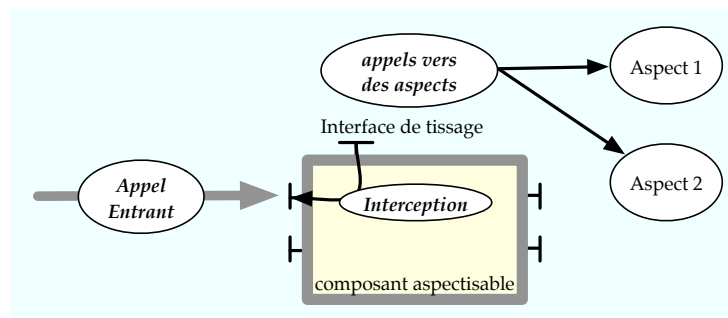 appels vers
des aspects
Aspect 1
Interface de tissage
Aspect 2
Appel
Entrant
Interception
composant aspectisable